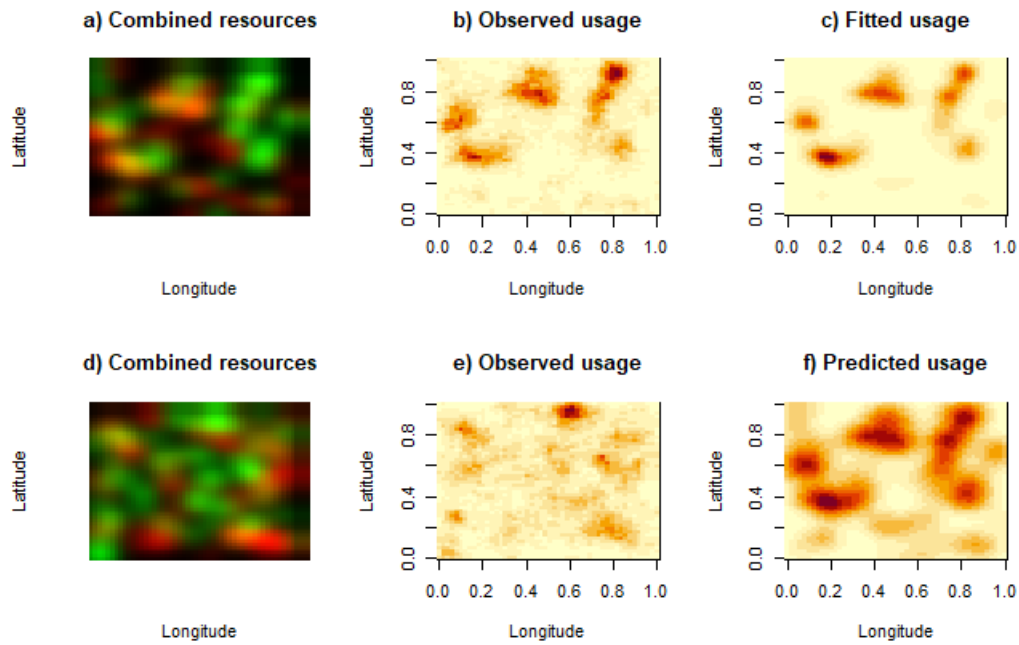 a) Combined resources
b) Observed usage
c) Fitted usage
Latitude
Longitude
Latitude
0.0 0.4 0.8
0.0 0.2 0.4 0.6 0.8 1.0
Longitude
Latitude
0.0 0.4 0.8
0.0 0.2 0.4 0.6 0.8 1.0
Longitude
d) Combined resources
e) Observed usage
f) Predicted usage
Latitude
Longitude
Latitude
0.0 0.4 0.8
0.0 0.2 0.4 0.6 0.8 1.0
Longitude
Latitude
0.0 0.4 0.8
0.0 0.2 0.4 0.6 0.8 1.0
Longitude